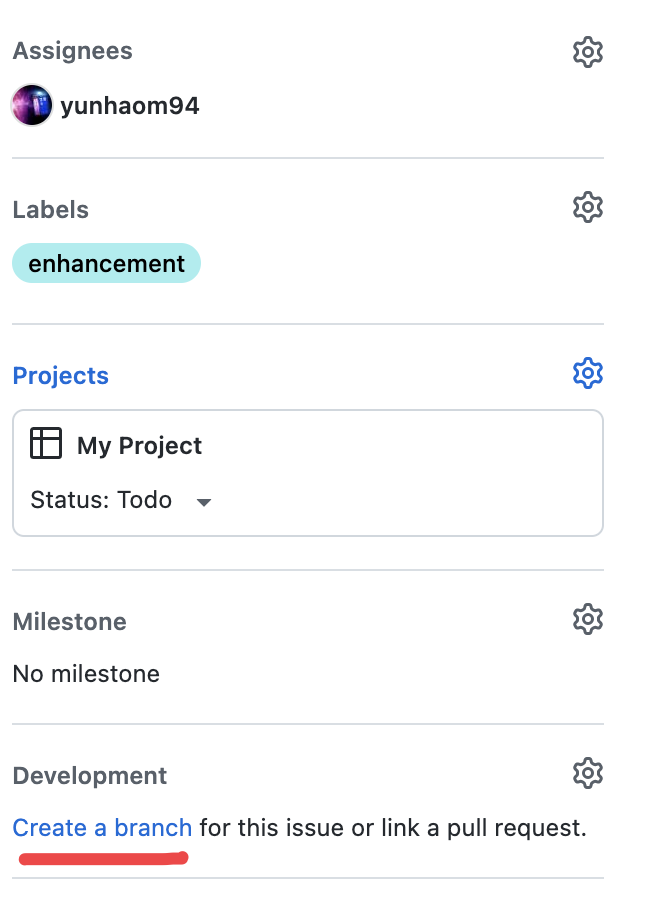 Assignees
yunhaom94
Labels
enhancement
Projects
My Project
Status: Todo
Milestone
No milestone
Development
Create a branch for this issue or link a pull request.